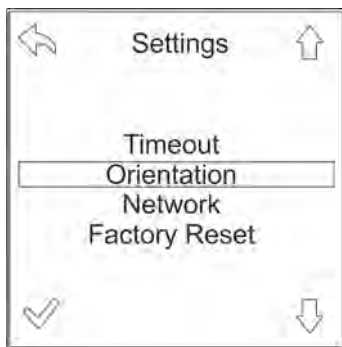 Settings
Timeout
Orientation
Network
Factory Reset